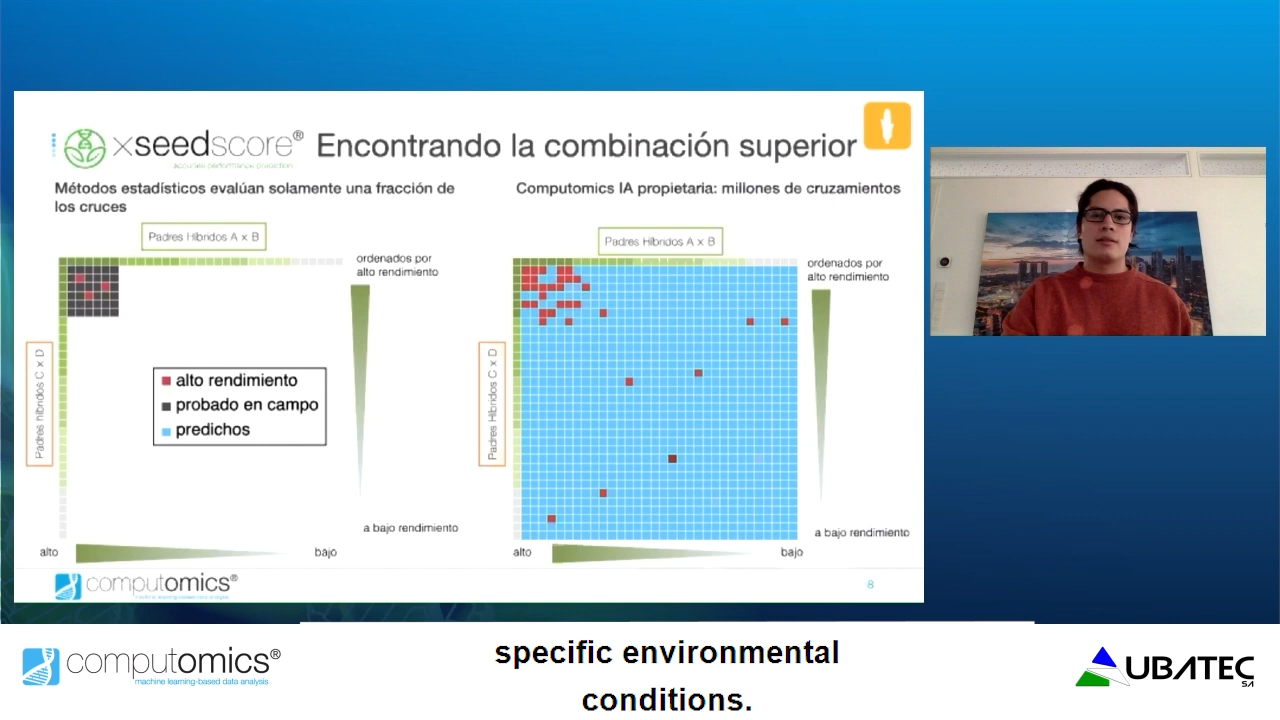 xseedscore®
accurate performance prediction
Encontrando la combinación superior
Métodos estadísticos evalúan solamente una fracción de
los cruces
Computomics IA propietaria: millones de cruzamientos
Padres Híbridos A x B
ordenados por
alto rendimiento
Padres híbridos C x D
alto rendimiento
probado en campo
predichos
a bajo rendimiento
alto
bajo
Padres Híbridos A x B
ordenados por
alto rendimiento
Padres Híbridos C x D
a bajo rendimiento
alto
bajo
computomics®
8
computomics®
machine learning-based data analysis
specific environmental
conditions.
UBATEC
SA